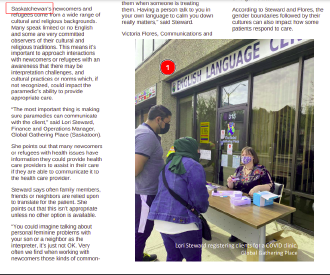 Saskatchewan's newcomers and
refugees come from a wide range of
cultural and religious backgrounds.
Many speak limited or no English
and some are very committed
observers of their cultural and
religious traditions. This means it's
important to approach interactions
with newcomers or refugees with an
awareness that there may be
interpretation challenges, and
cultural practices or norms which, if
not recognized, could impact the
paramedic's ability to provide
appropriate care.
"The most important thing is making
sure paramedics can communicate
with the client," said Lori Steward,
Finance and Operations Manager,
Global Gathering Place (Saskatoon).
She points out that many newcomers
or refugees with health issues have
information they could provide health
care providers to assist in their care
if they are able to communicate it to
the health care provider.
Steward says often family members,
friends or neighbors are relied upon
to translate for the patient. She
points out that this isn't appropriate
unless no other option is available.
"You could imagine talking about
personal feminine problems with
your son or a neighbor as the
interpreter, it's just not OK. Very
often we find when working with
newcomers those kinds of common-
them when someone is treating
them. Having a person talk to you in
your own language to calm you down
really matters," said Steward.
Victoria Flores, Communications and
According to Steward and Flores, the
gender boundaries followed by their
cultures can also impact how some
patients respond to care.
1
ENGLISH LANGUAGE
Lori Steward registering clients for a COVID clinic
Global Gathering Place